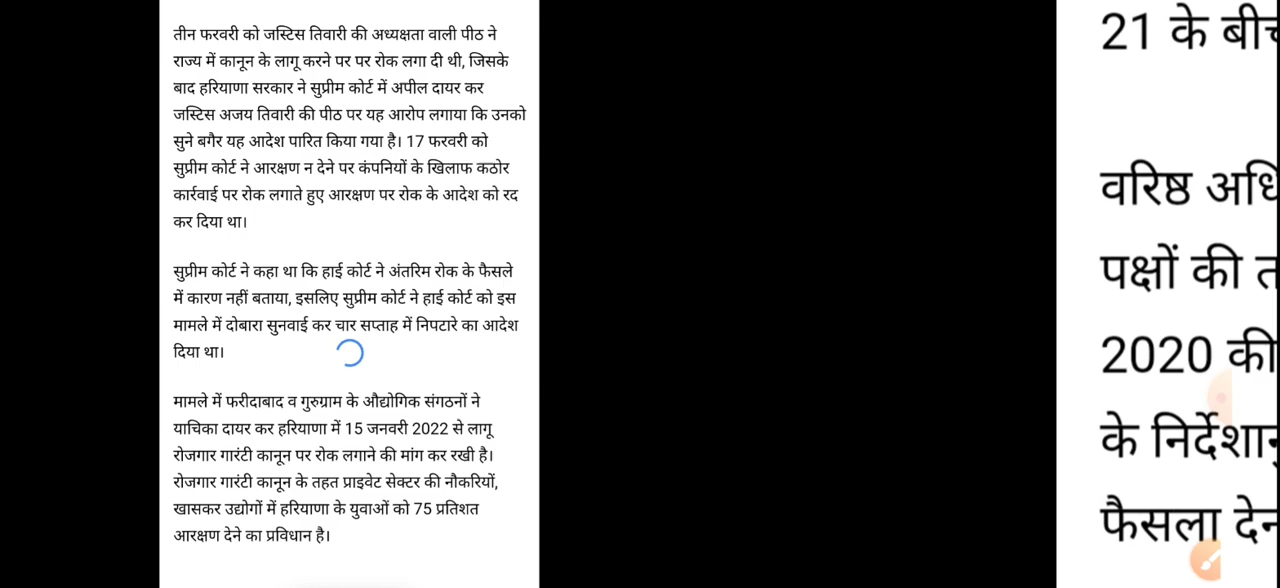 तीन फरवरी को जस्टिस तिवारी की अध्यक्षता वाली पीठ ने
राज्य में कानून के लागू करने पर पर रोक लगा दी थी, जिसके
बाद हरियाणा सरकार ने सुप्रीम कोर्ट में अपील दायर कर
जस्टिस अजय तिवारी की पीठ पर यह आरोप लगाया कि उनको
सुने बगैर यह आदेश पारित किया गया है। 17 फरवरी को
सुप्रीम कोर्ट ने आरक्षण न देने पर कंपनियों के खिलाफ कठोर
कार्रवाई पर रोक लगाते हुए आरक्षण पर रोक के आदेश को रद
कर दिया था।
सुप्रीम कोर्ट ने कहा था कि हाई कोर्ट ने अंतरिम रोक के फैसले
में कारण नहीं बताया, इसलिए सुप्रीम कोर्ट ने हाई कोर्ट को इस
मामले में दोबारा सुनवाई कर चार सप्ताह में निपटारे का आदेश
दिया था।
मामले में फरीदाबाद व गुरुग्राम के औद्योगिक संगठनों ने
याचिका दायर कर हरियाणा में 15 जनवरी 2022 से लागू
रोजगार गारंटी कानून पर रोक लगाने की मांग कर रखी है।
रोजगार गारंटी कानून के तहत प्राइवेट सेक्टर की नौकरियों,
खासकर उद्योगों में हरियाणा के युवाओं को 75 प्रतिशत
आरक्षण देने का प्रविधान है।
21 के
वरिष्ठ
पक्षों की
2020 की
के
फैसला